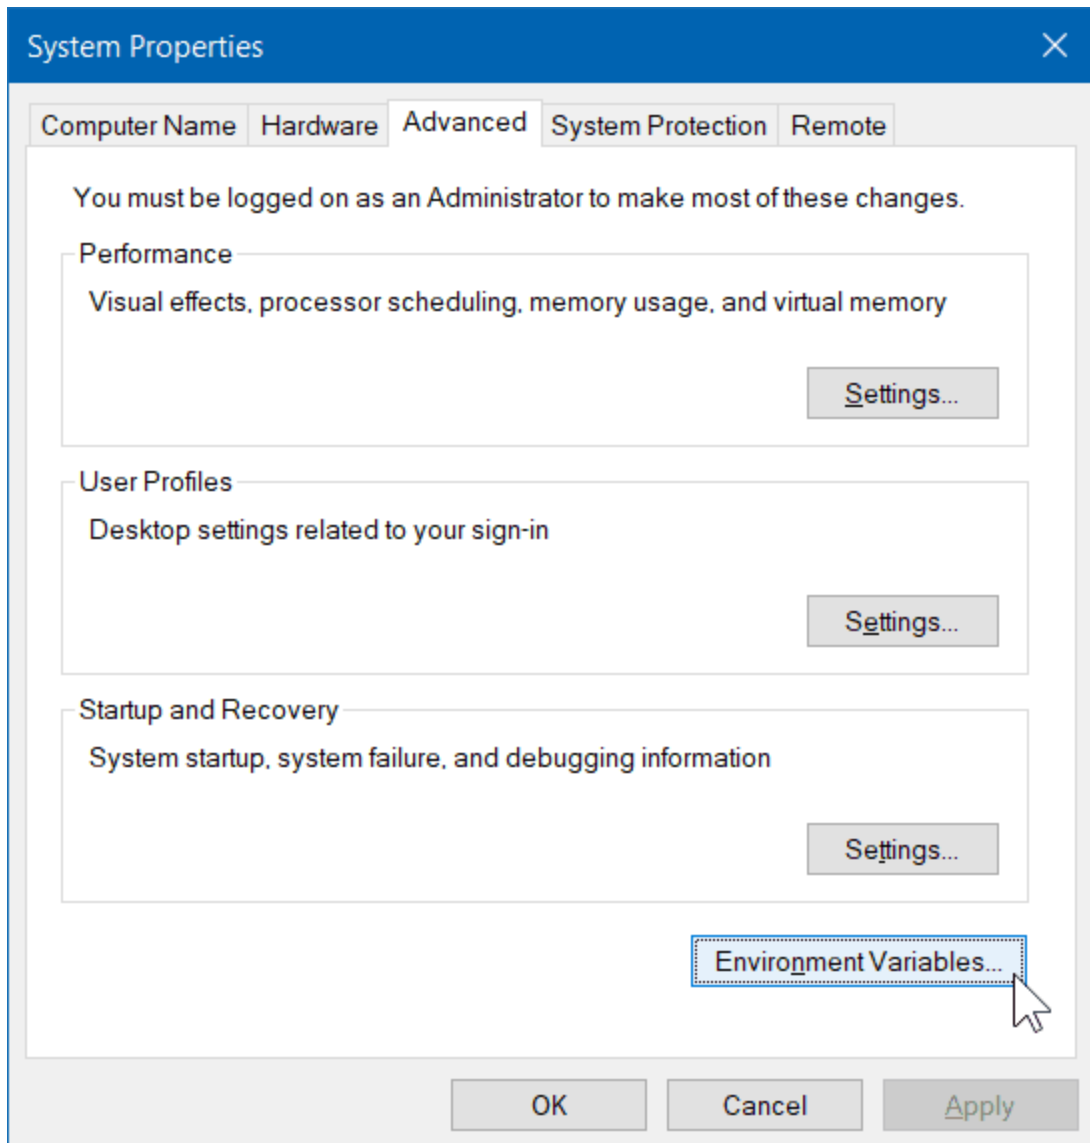 System Properties
Computer Name Hardware Advanced System Protection Remote
You must be logged on as an Administrator to make most of these changes.
Performance
Visual effects, processor scheduling, memory usage, and virtual memory
Settings...
User Profiles
Desktop settings related to your sign-in
Settings...
Startup and Recovery
System startup, system failure, and debugging information
Settings...
Environment Variables...
OK Cancel Apply